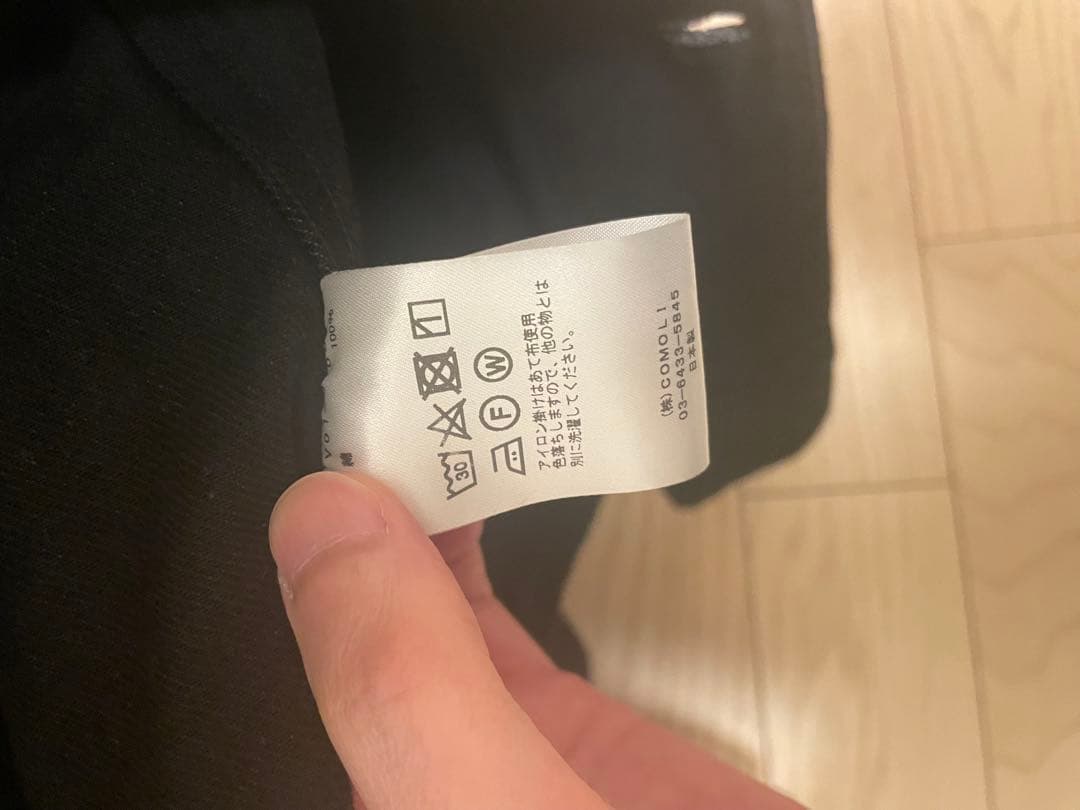 綿 100%
30
F W
アイロン掛けはあて布使用
色落ちしますので、他の物とは
別に洗濯してください。
(株)COMOLI
03-6433-5845
日本製